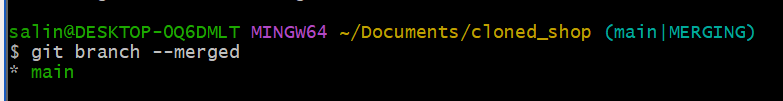 salin@DESKTOP-OQ6DMLT MINGW64 ~/Documents/cloned_shop (main|MERGING)
$ git branch --merged
* main